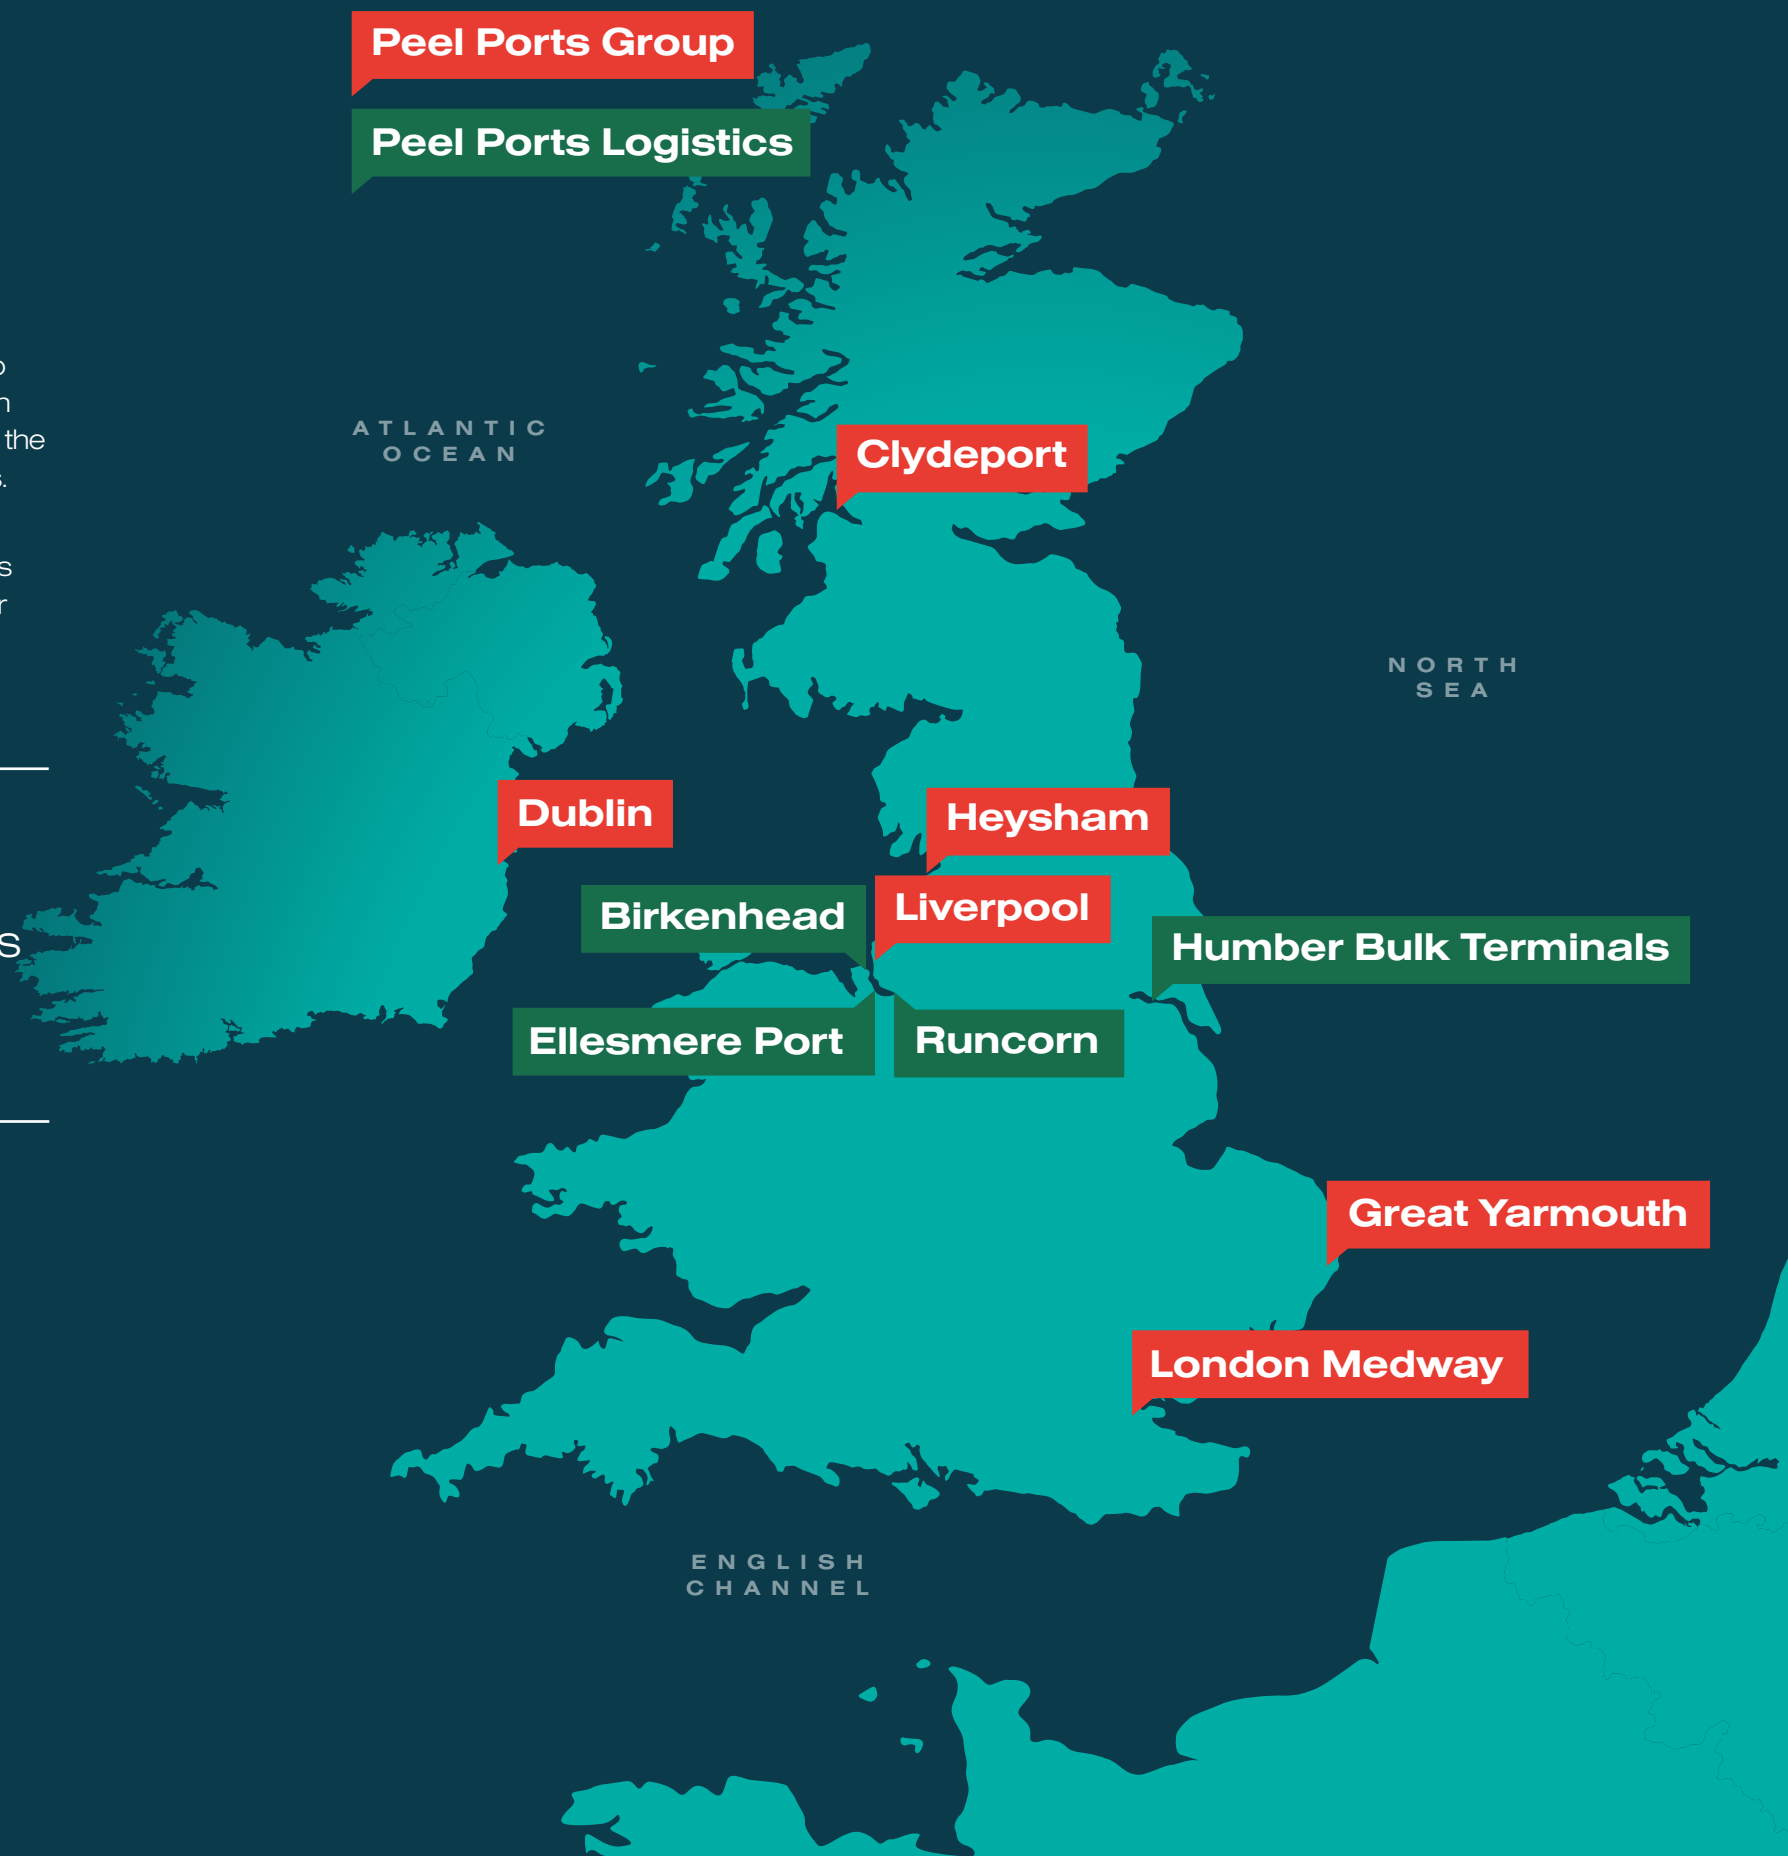 Peel Ports Group
Peel Ports Logistics
the
ATLANTIC
OCEAN
Clydeport
NORTH
SEA
Dublin
Heysham
Birkenhead
Liverpool
Humber Bulk Terminals
Ellesmere Port
Runcorn
Great Yarmouth
London Medway
ENGLISH
CHANNEL